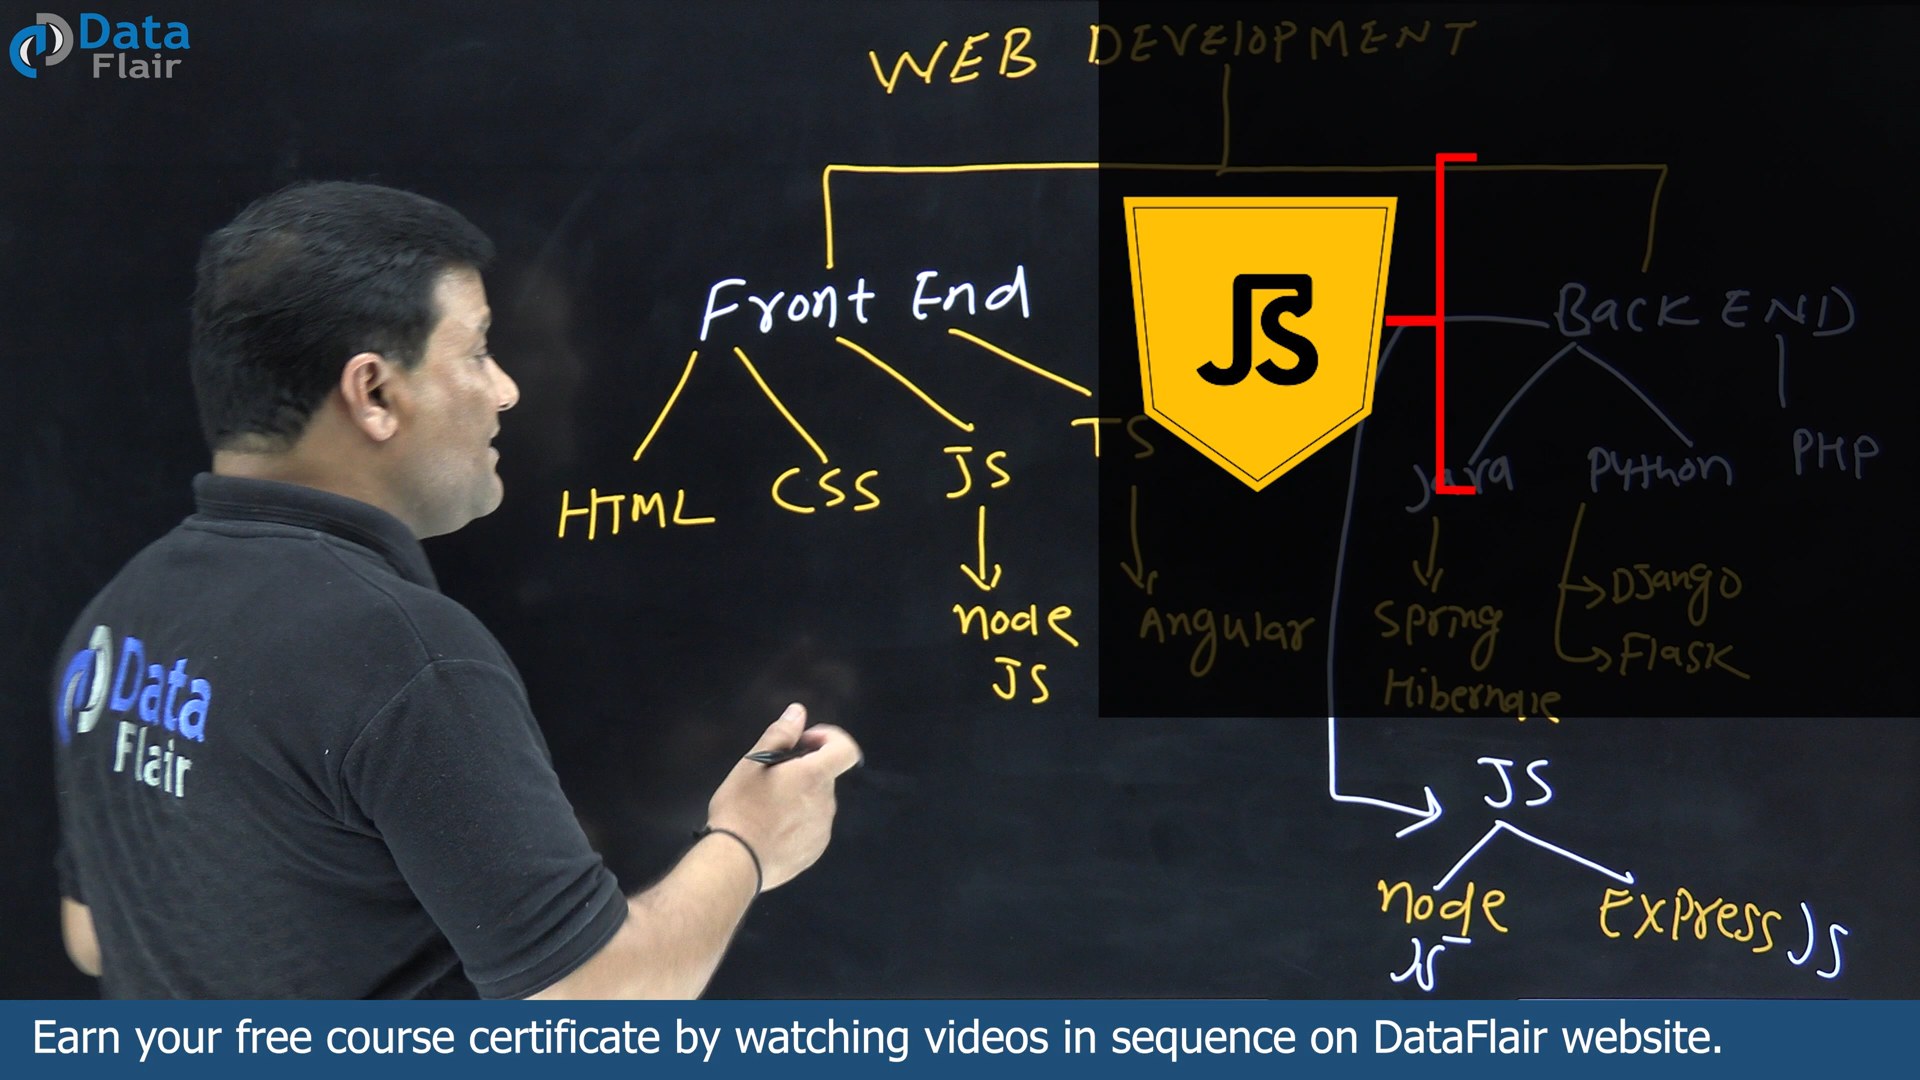 Data
Flair
WEB DEVELOPMENT
Front End
BACK END
HTML
CSS
JS
TS
Java
Python
PHP
node
JS
Angular
Spring
Hibernate
Django
Flask
JS
node
JS
Express JS
JS
Data
Flair
Earn your free course certificate by watching videos in sequence on DataFlair website.